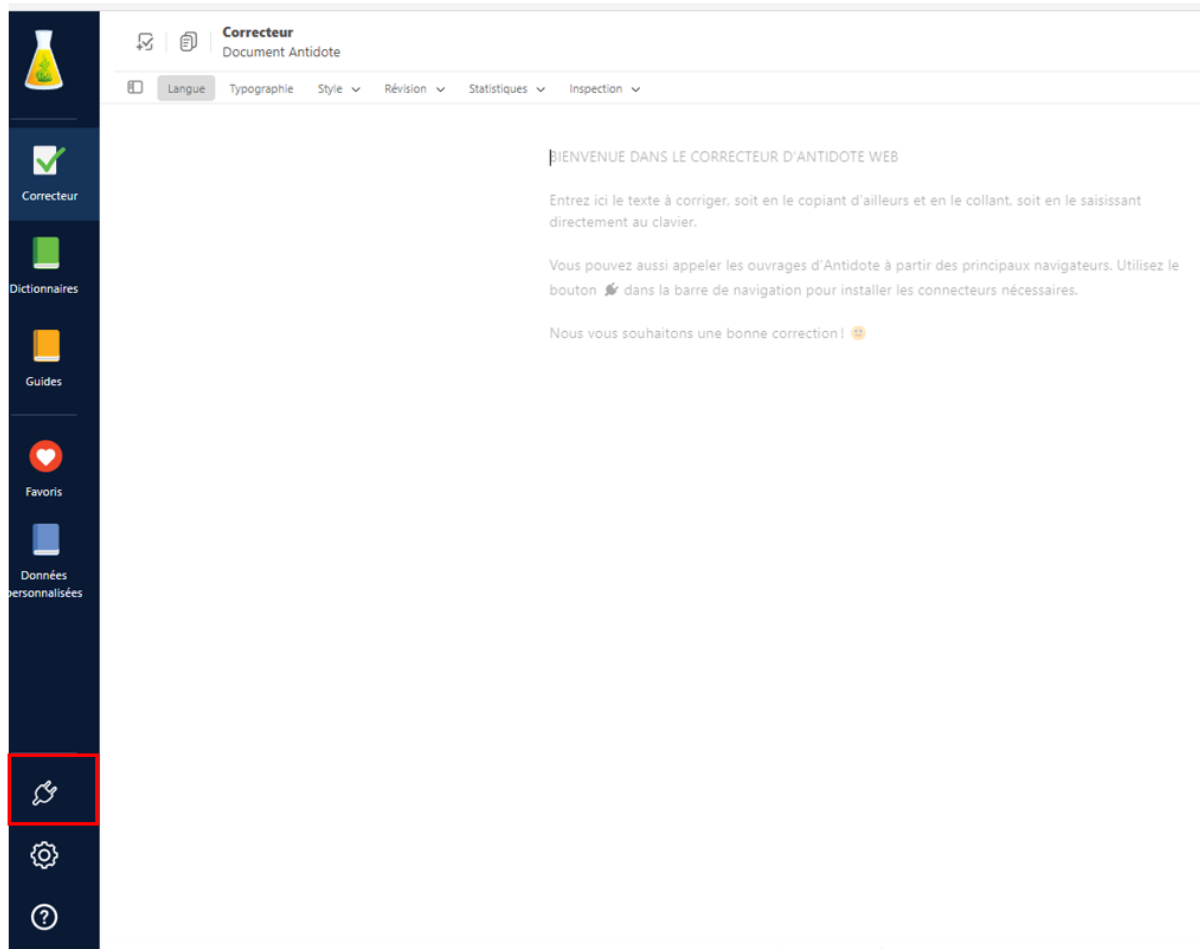 Correcteur
Document Antidote
Langue Typographie Style Révision Statistiques Inspection
Correcteur
Dictionnaires
Guides
Favoris
Données
personnalisées
BIENVENUE DANS LE CORRECTEUR D'ANTIDOTE WEB
Entrez ici le texte à corriger, soit en le copiant d'ailleurs et en le collant, soit en le saisissant
directement au clavier.
Vous pouvez aussi appeler les ouvrages d'Antidote à partir des principaux navigateurs. Utilisez le
bouton dans la barre de navigation pour installer les connecteurs nécessaires.
Nous vous souhaitons une bonne correction! 🙂